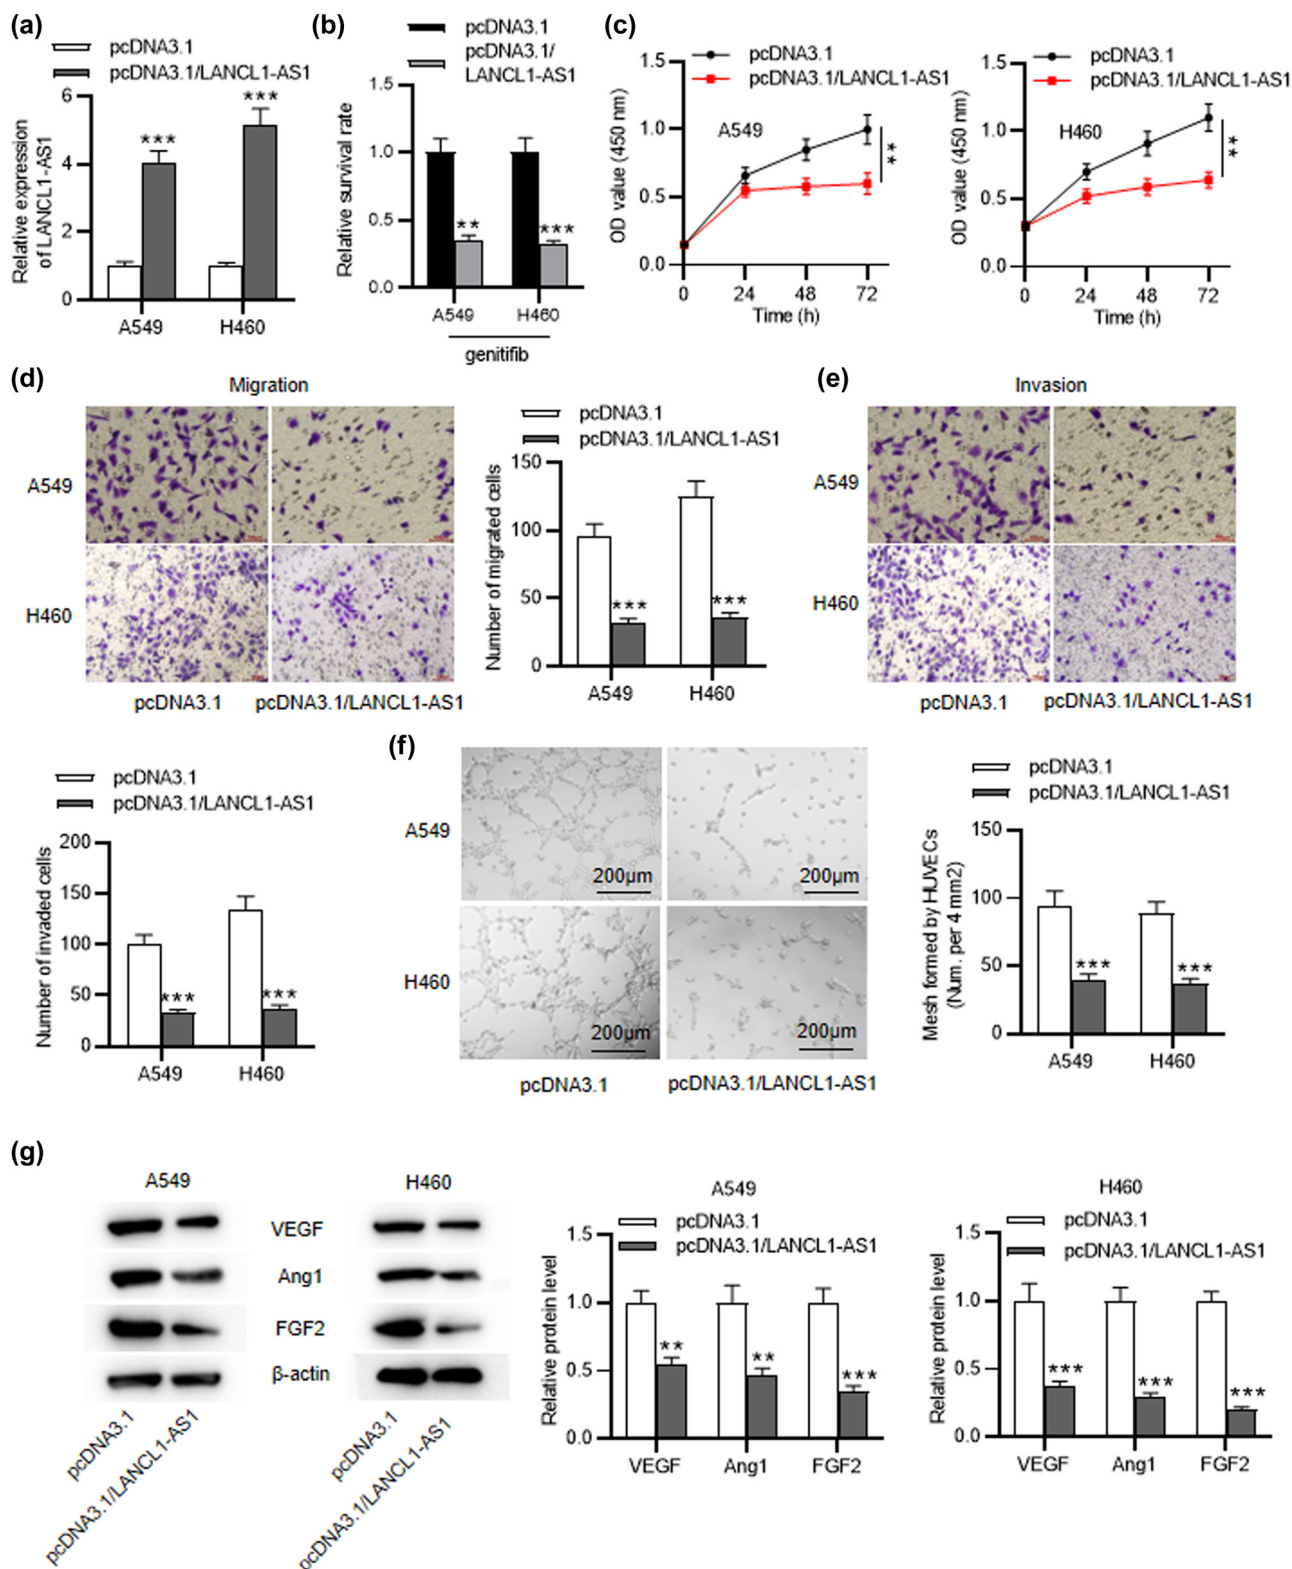 (a)
pcDNA3.1
pcDNA3.1/LANCL1-AS1
Relative expression
of LANCL1-AS1
6
4
2
0
***
***
A549
H460
(b)
pcDNA3.1
pcDNA3.1/
LANCL1-AS1
Relative survival rate
1.5
1.0
0.5
0.0
**
***
A549
H460
genitifib
(c)
pcDNA3.1
pcDNA3.1/LANCL1-AS1
OD value (450 nm)
1.5
1.0
0.5
0.0
A549
**
0
24
48
72
Time (h)
pcDNA3.1
pcDNA3.1/LANCL1-AS1
OD value (450 nm)
1.5
1.0
0.5
0.0
H460
**
0
24
48
72
Time (h)
(d)
Migration
A549
H460
pcDNA3.1
pcDNA3.1/LANCL1-AS1
pcDNA3.1
pcDNA3.1/LANCL1-AS1
Number of migrated cells
150
100
50
0
***
***
A549
H460
(e)
Invasion
A549
H460
pcDNA3.1
pcDNA3.1/LANCL1-AS1
pcDNA3.1
pcDNA3.1/LANCL1-AS1
Number of invaded cells
200
150
100
50
0
***
***
A549
H460
(f)
A549
200µm
200µm
H460
200µm
200µm
pcDNA3.1
pcDNA3.1/LANCL1-AS1
pcDNA3.1
pcDNA3.1/LANCL1-AS1
Mesh formed by HUVECs
(Num. per 4 mm2)
150
100
50
0
***
***
A549
H460
(g)
A549
H460
VEGF
Ang1
FGF2
β-actin
pcDNA3.1
pcDNA3.1/LANCL1-AS1
pcDNA3.1
pcDNA3.1/LANCL1-AS1
A549
pcDNA3.1
pcDNA3.1/LANCL1-AS1
Relative protein level
1.5
1.0
0.5
0.0
**
**
***
VEGF
Ang1
FGF2
H460
pcDNA3.1
pcDNA3.1/LANCL1-AS1
Relative protein level
1.5
1.0
0.5
0.0
***
***
***
VEGF
Ang1
FGF2